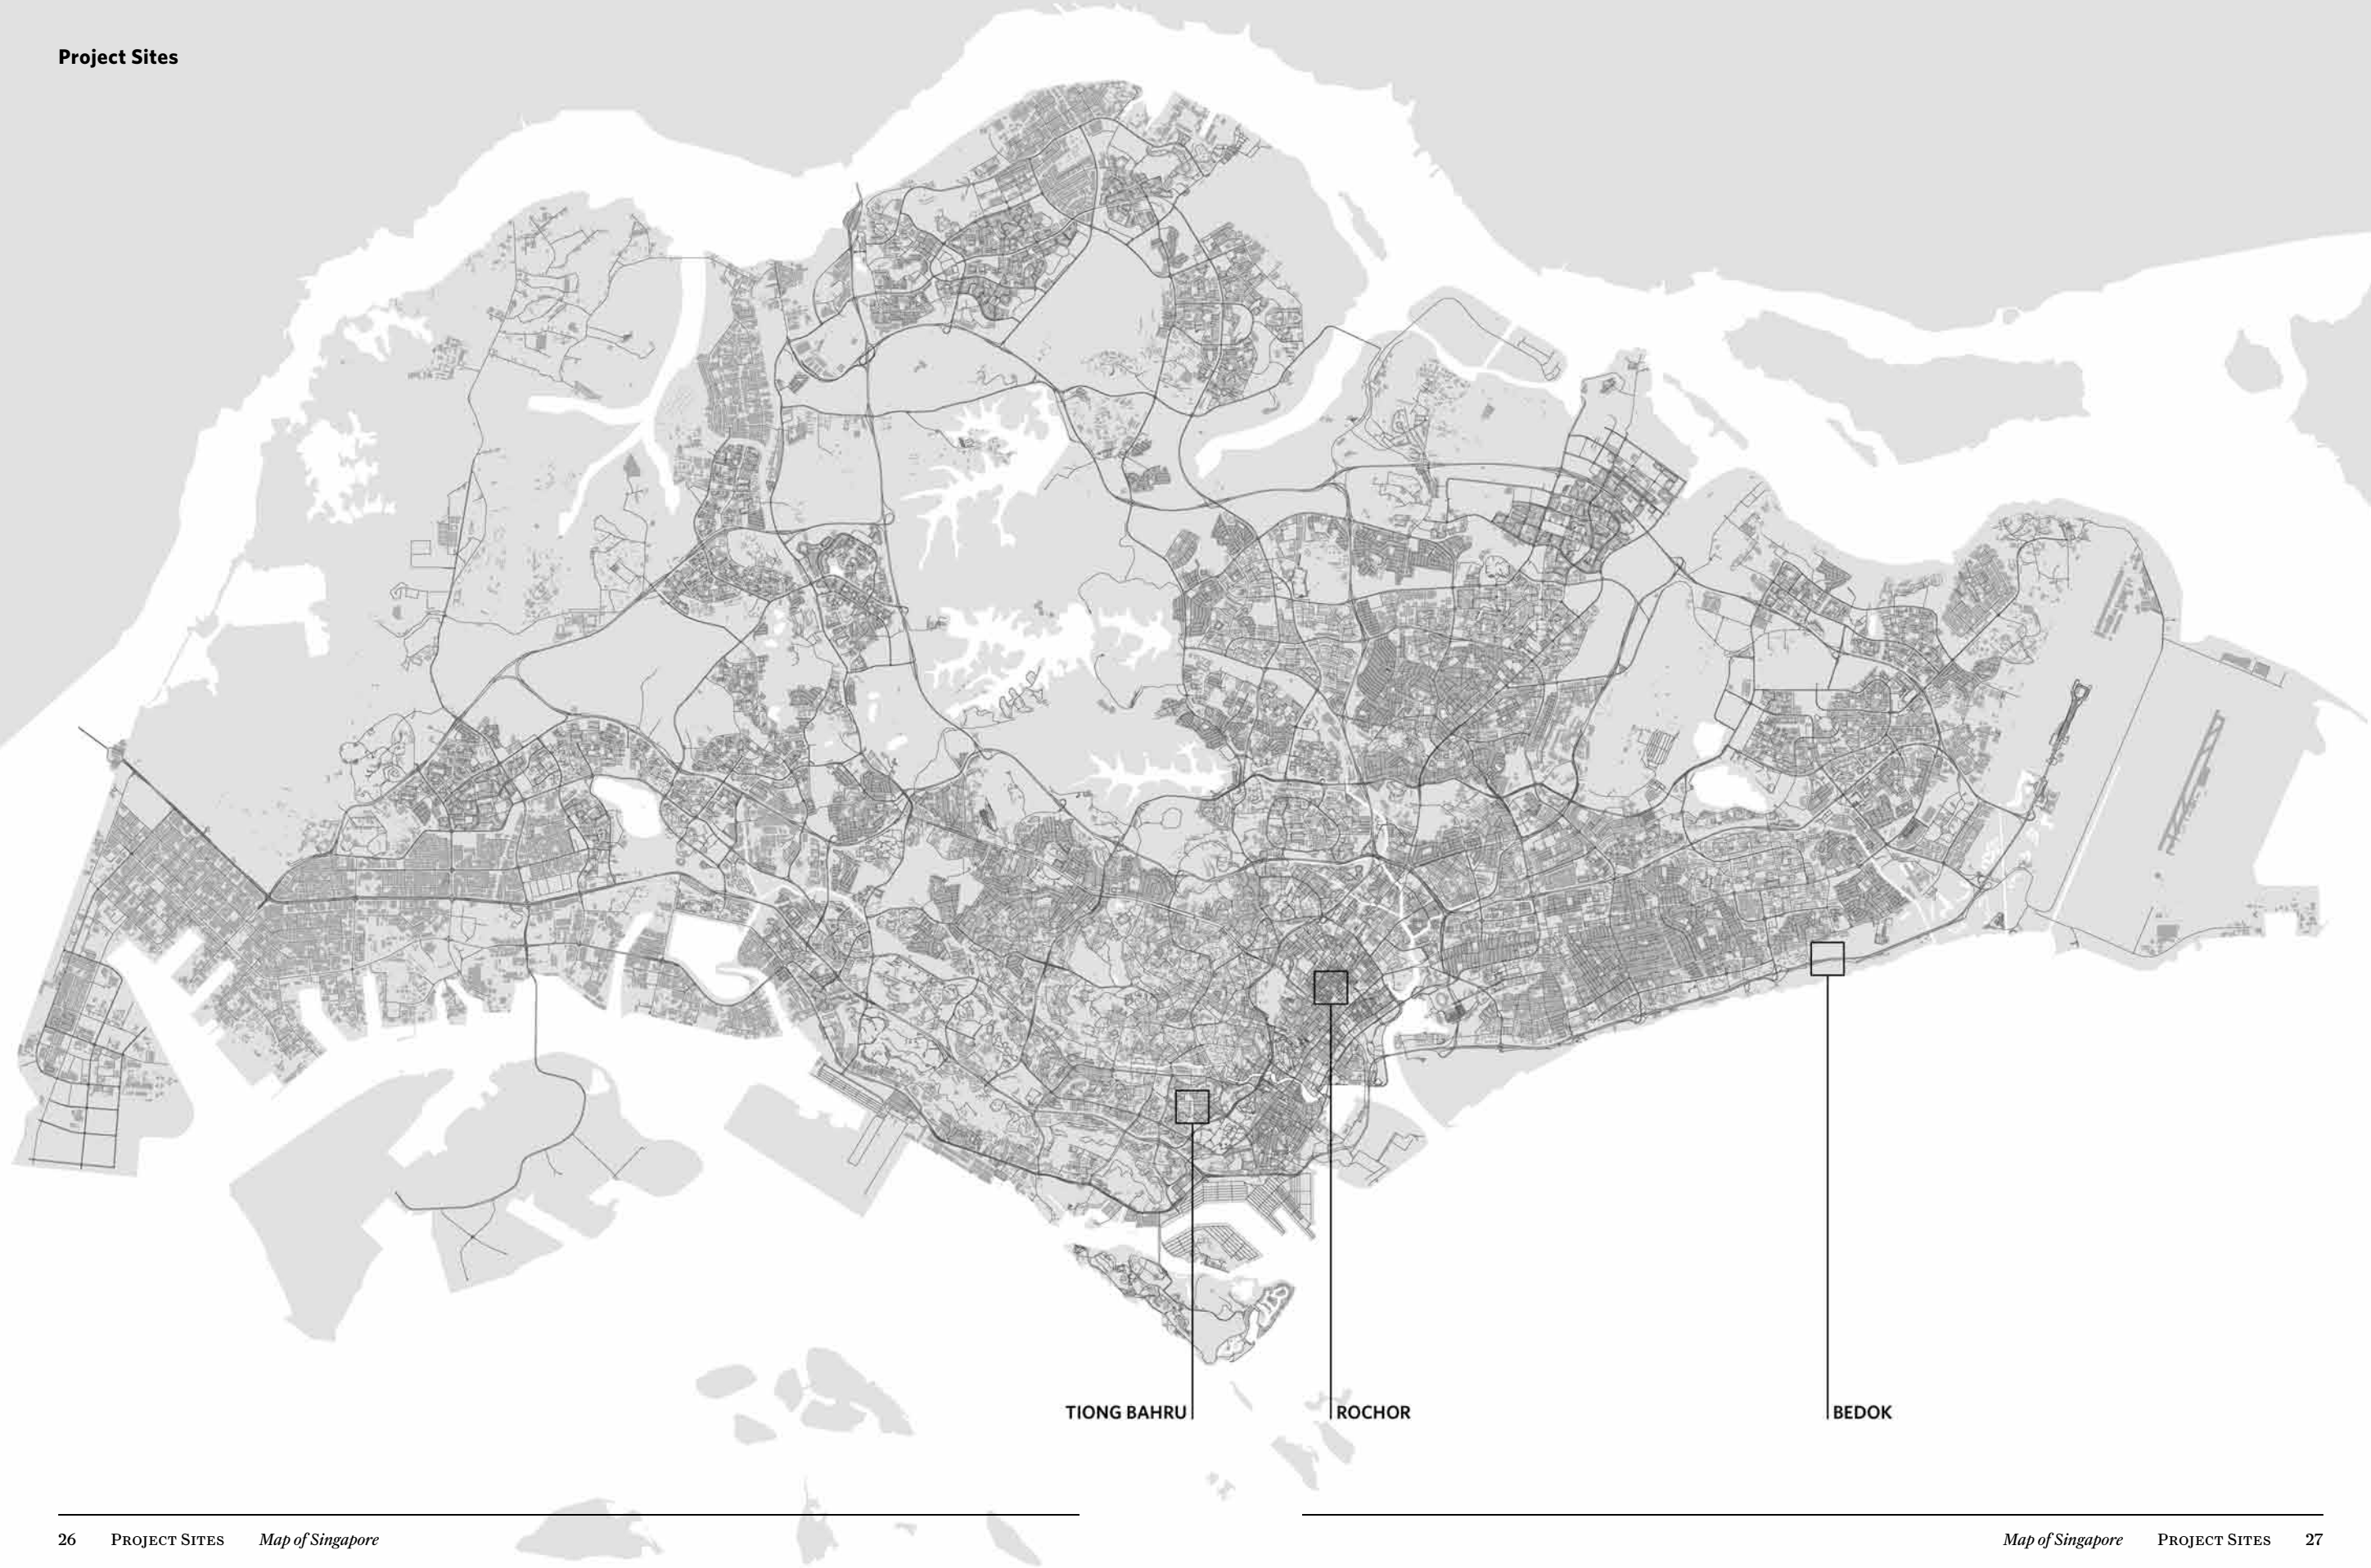 Project Sites
TIONG BAHRU
ROCHOR
BEDOK
26 Project Sites Map of Singapore
Map of Singapore Project Sites 27